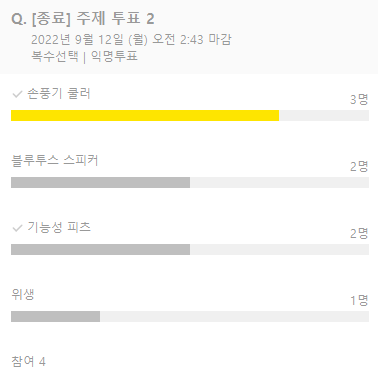 Q. [종료] 주제 투표 2
2022년 9월 12일 (월) 오전 2:43 마감
복수선택 | 익명투표
손풍기 쿨러
3명
블루투스 스피커
2명
기능성 피츠
2명
위생
1명
참여 4